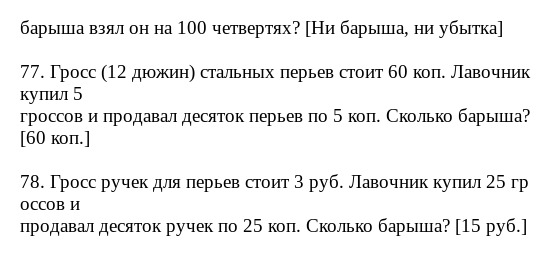 барыша взял он на 100 четвертях? [Ни барыша, ни убытка]
77. Гросс (12 дюжин) стальных перьев стоит 60 коп. Лавочник
купил 5
гроссов и продавал десяток перьев по 5 коп. Сколько барыша?
[60 коп.]
78. Гросс ручек для перьев стоит 3 руб. Лавочник купил 25 гр
оссов и
продавал десяток ручек по 25 коп. Сколько барыша? [15 руб.]